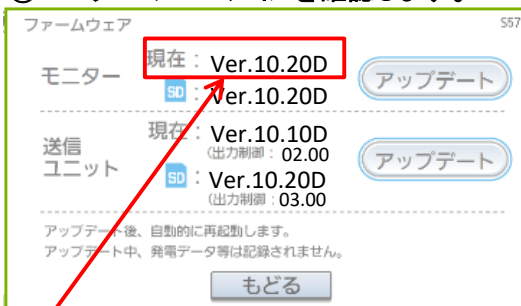 ファームウェア S57
モニター 現在： Ver.10.20D アップデート
SD ： Ver.10.20D
送信ユニット 現在： Ver.10.10D アップデート
（出力制御：02.00
SD ： Ver.10.20D
（出力制御：03.00
アップデート後、自動的に再起動します。
アップデート中、発電データ等は記録されません。
もどる